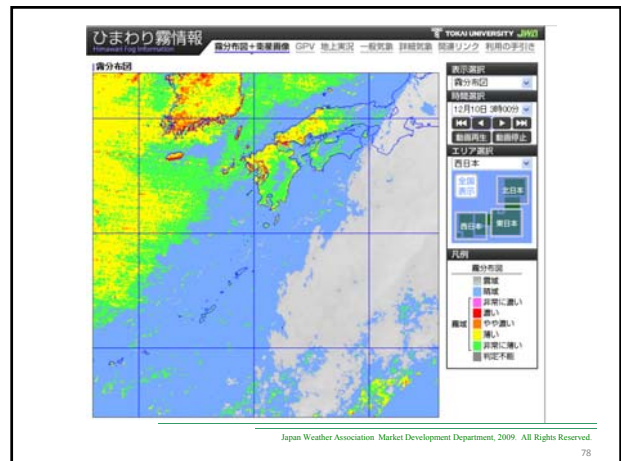 ひまわり霧情報
Himawari Fog Information
TOKAI UNIVERSITY JWA
霧分布図+衛星画像 GPV 地上実況 一般気象 詳細気象 関連リンク 利用の手引き
霧分布図
表示選択
霧分布図
時間選択
12月10日 3時00分
動画再生 動画停止
エリア選択
西日本
全国
表示
北日本
西日本
東日本
凡例
霧分布図
雲域
晴域
非常に濃い
濃い
霧域
やや濃い
薄い
非常に薄い
判定不能
Japan Weather Association Market Development Department, 2009. All Rights Reserved.
78